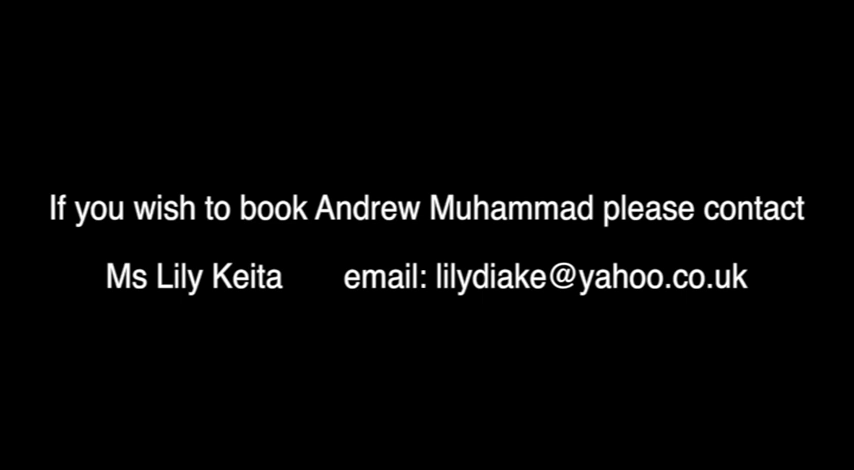 If you wish to book Andrew Muhammad please contact
Ms Lily Keita email: lilydiake@yahoo.co.uk